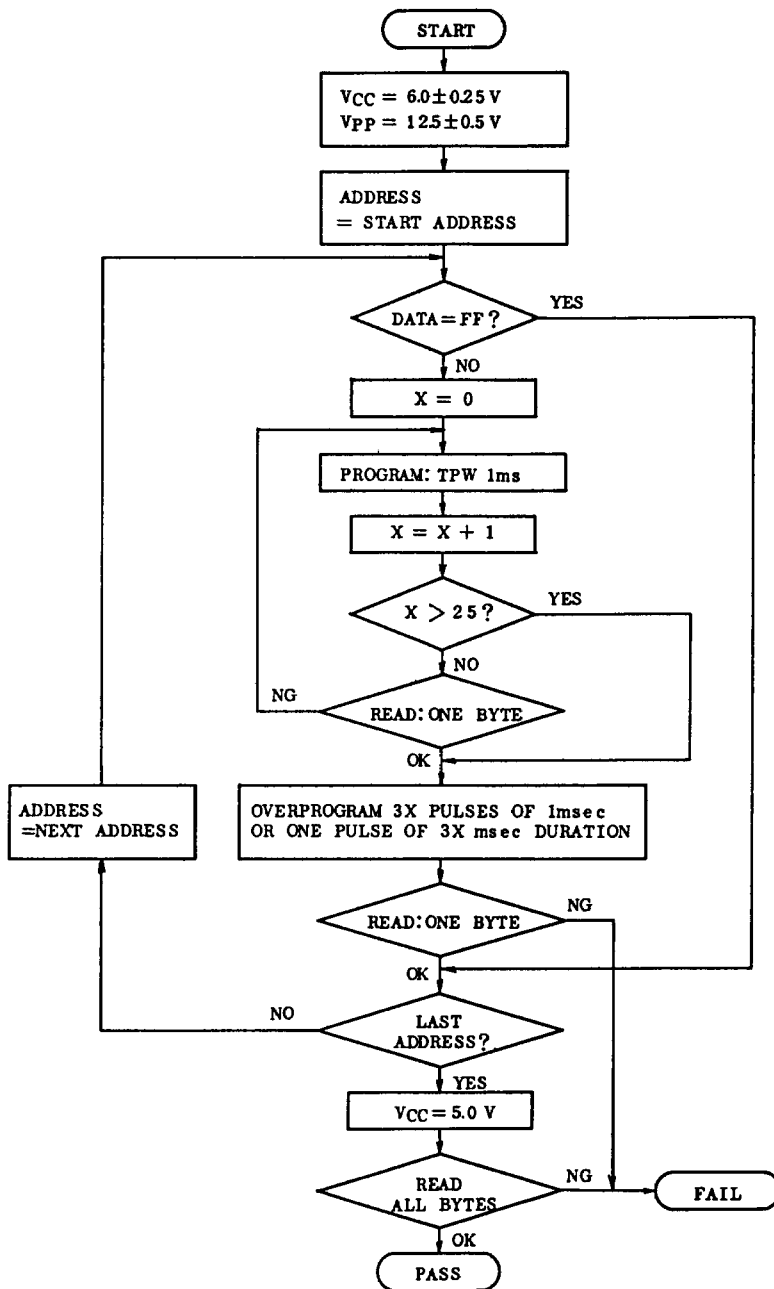 START
VCC = 6.0±0.25 V
VPP = 12.5±0.5 V
ADDRESS
= START ADDRESS
DATA=FF?
YES
NO
X = 0
PROGRAM: TPW 1ms
X = X + 1
X > 25?
YES
NO
NG
READ: ONE BYTE
OK
ADDRESS
=NEXT ADDRESS
OVERPROGRAM 3X PULSES OF 1msec
OR ONE PULSE OF 3X msec DURATION
READ: ONE BYTE
NG
OK
NO
LAST
ADDRESS?
YES
VCC=5.0 V
READ
ALL BYTES
NG
FAIL
OK
PASS